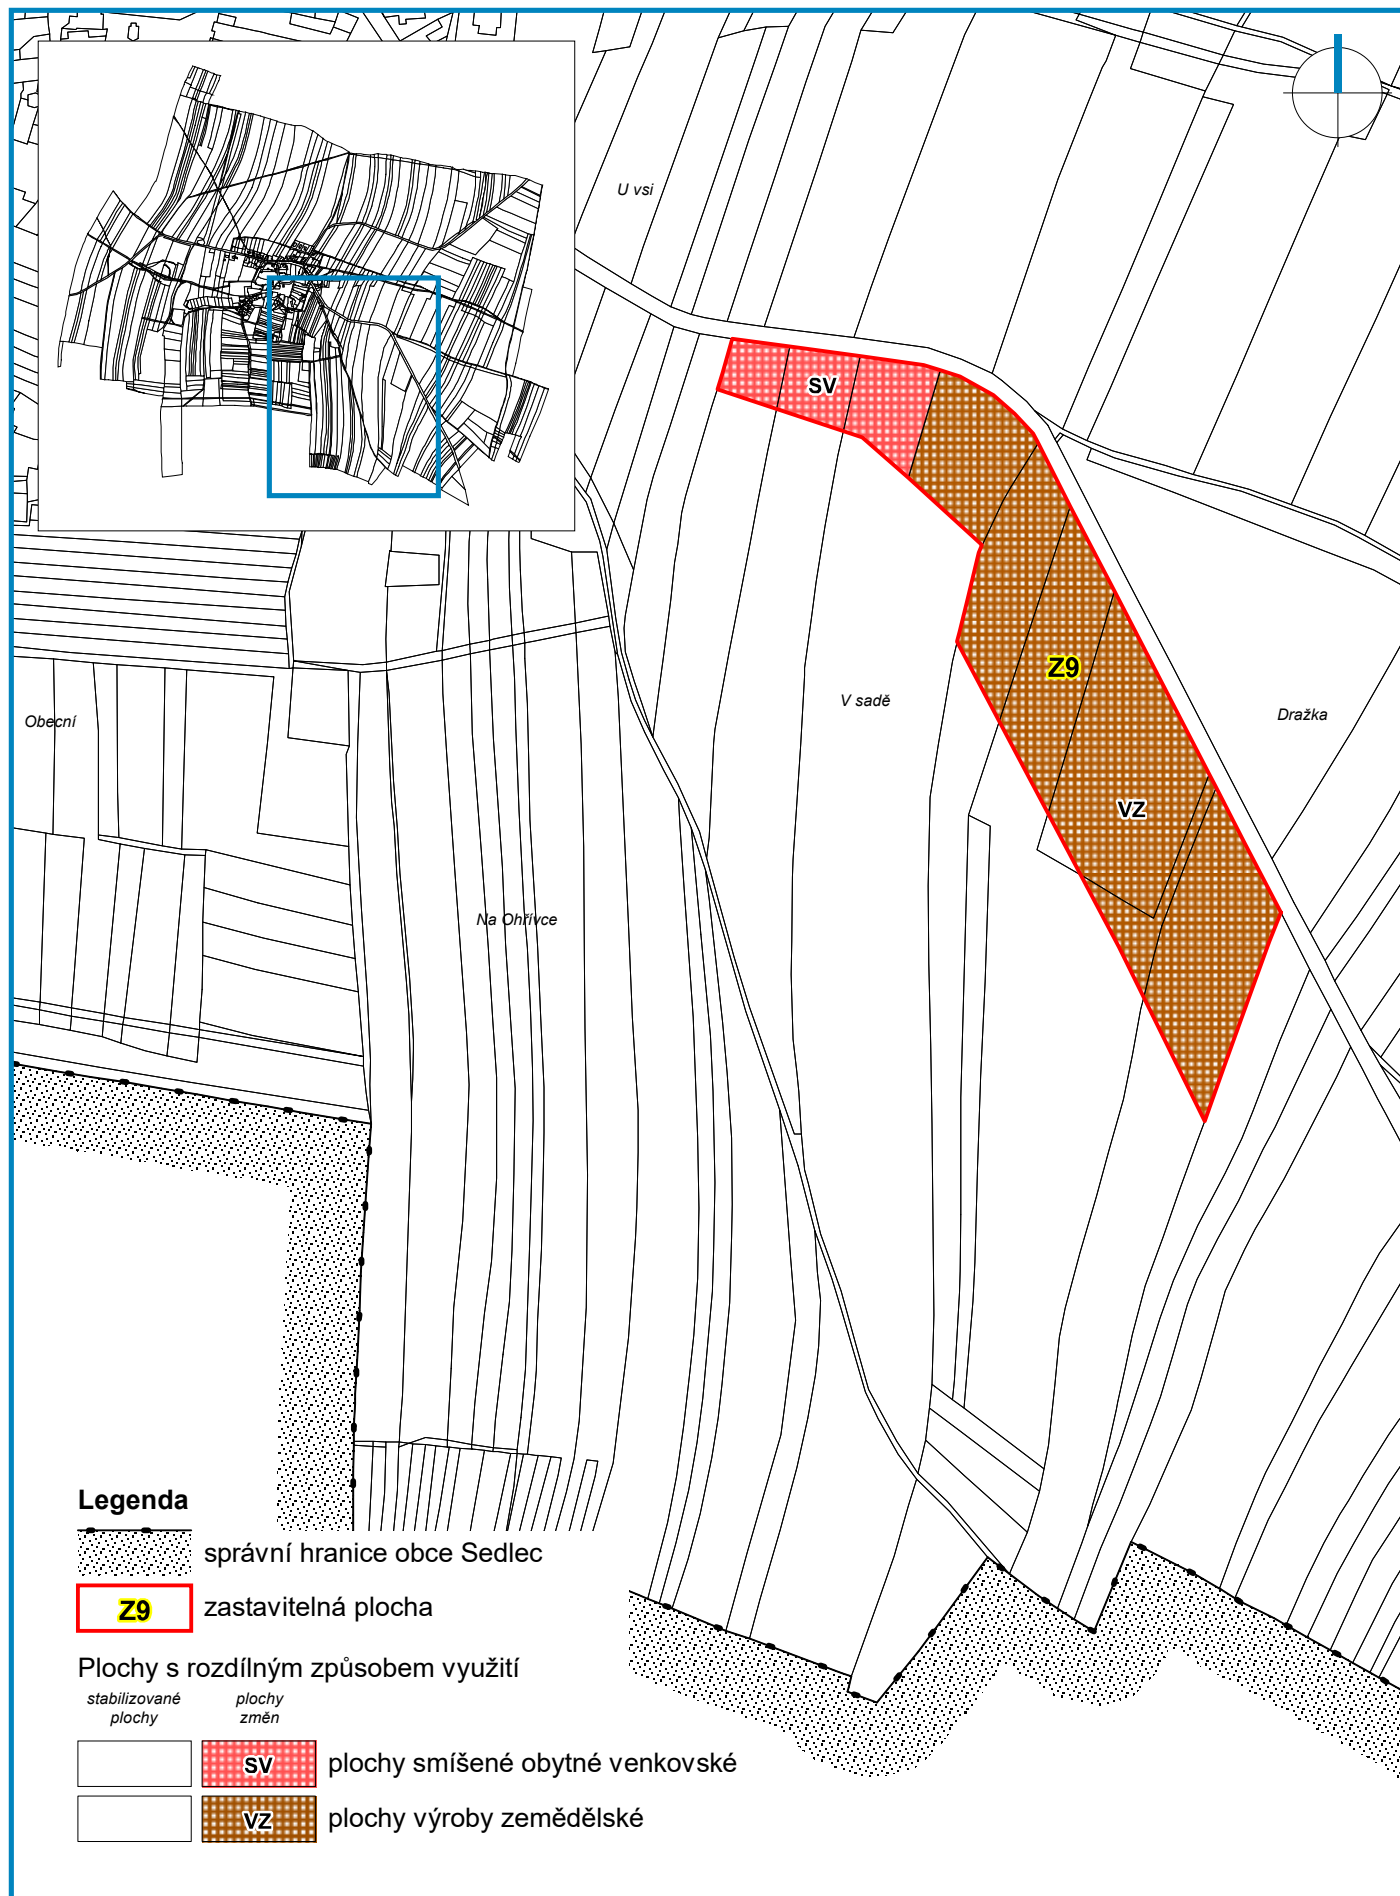 U vsi
SV
Z9
V sadě
Dražka
Obecní
VZ
Na Ohřívce
Legenda
správní hranice obce Sedlec
Z9
zastavitelná plocha
Plochy s rozdílným způsobem využití
stabilizované plochy
plochy změn
SV
plochy smíšené obytné venkovské
VZ
plochy výroby zemědělské